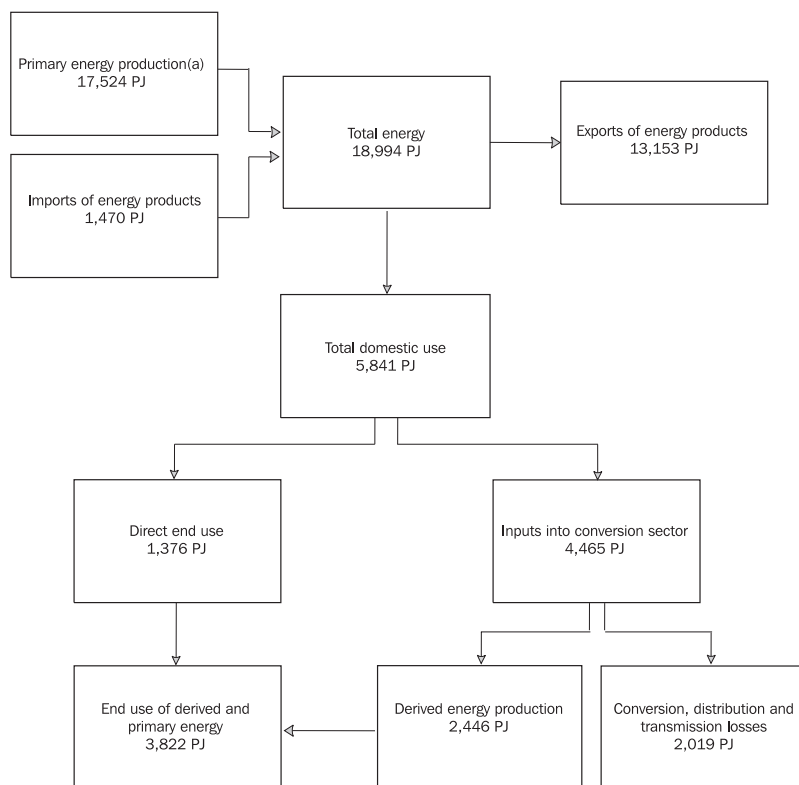 Primary energy production(a)
17,524 PJ
Total energy
18,994 PJ
Exports of energy products
13,153 PJ
Imports of energy products
1,470 PJ
Total domestic use
5,841 PJ
Direct end use
1,376 PJ
Inputs into conversion sector
4,465 PJ
End use of derived and
primary energy
3,822 PJ
Derived energy production
2,446 PJ
Conversion, distribution and
transmission losses
2,019 PJ